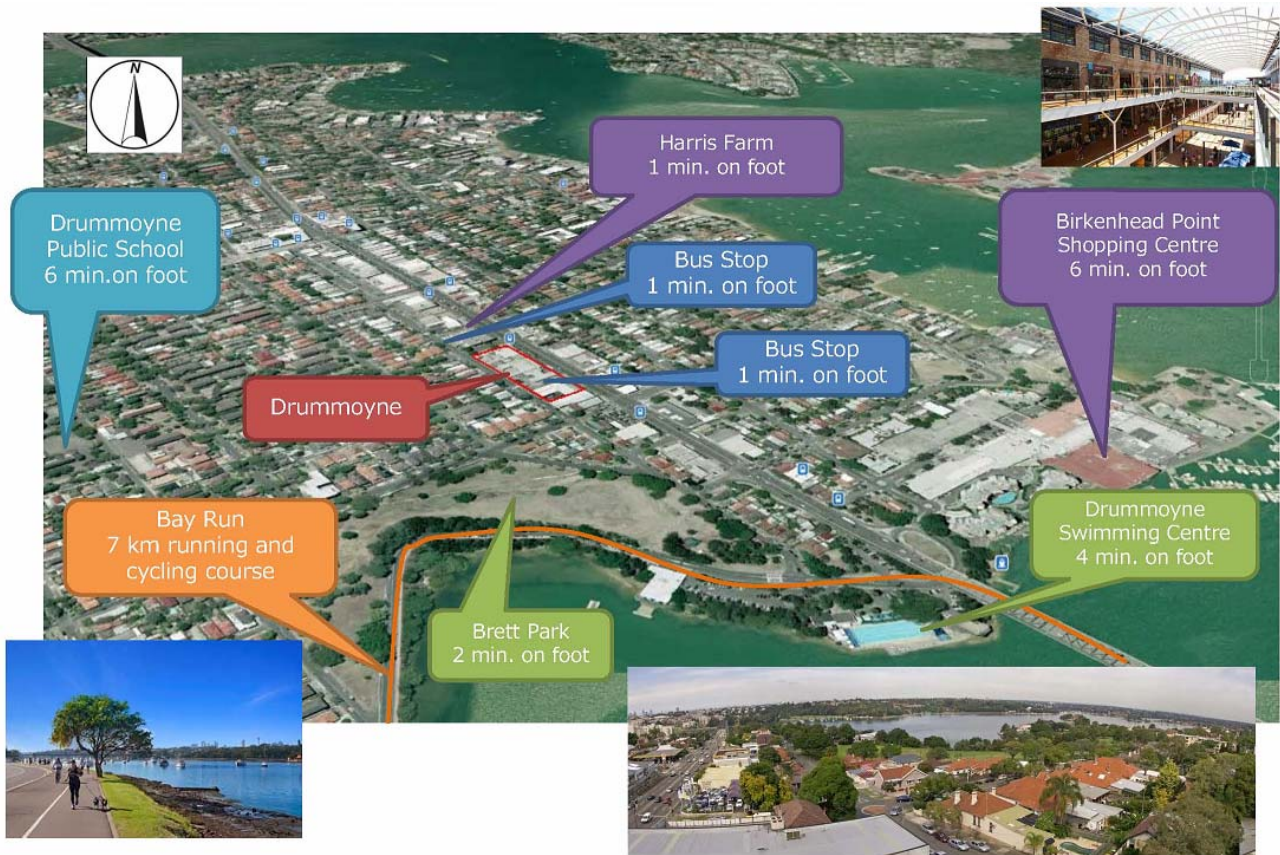 N
Harris Farm
1 min. on foot
Drummoyne
Public School
6 min.on foot
Birkenhead Point
Shopping Centre
6 min. on foot
Bus Stop
1 min. on foot
Bus Stop
1 min. on foot
Drummoyne
Bay Run
7 km running and
cycling course
Drummoyne
Swimming Centre
4 min. on foot
Brett Park
2 min. on foot